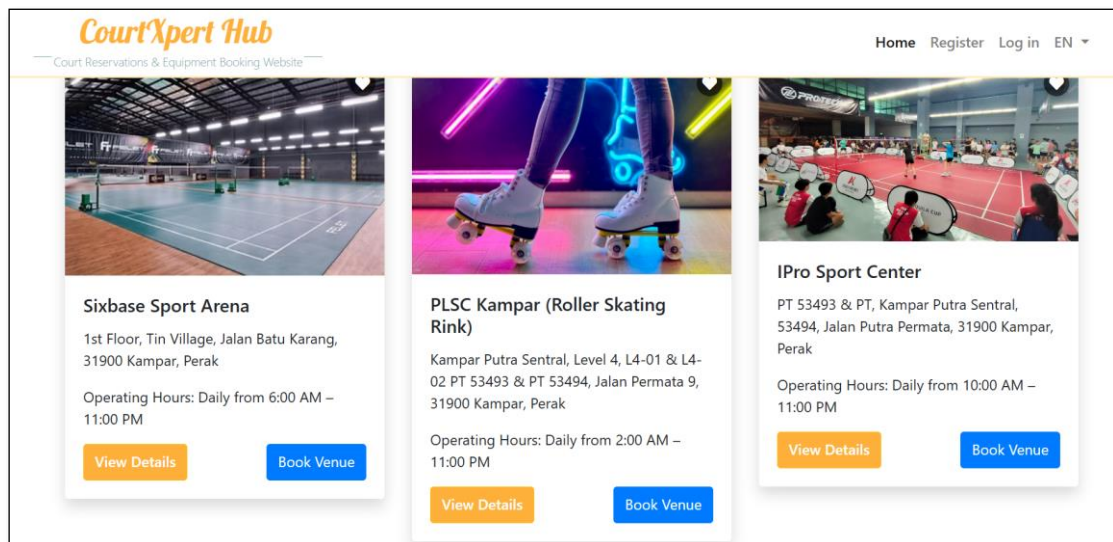 CourtXpert Hub
Court Reservations & Equipment Booking Website
Home Register Log in EN
FELET
FELET
PROTECH
Sixbase Sport Arena
1st Floor, Tin Village, Jalan Batu Karang,
31900 Kampar, Perak
Operating Hours: Daily from 6:00 AM –
11:00 PM
View Details Book Venue
PLSC Kampar (Roller Skating
Rink)
Kampar Putra Sentral, Level 4, L4-01 & L4-
02 PT 53493 & PT 53494, Jalan Permata 9,
31900 Kampar, Perak
Operating Hours: Daily from 2:00 AM –
11:00 PM
View Details Book Venue
IPro Sport Center
PT 53493 & PT, Kampar Putra Sentral,
53494, Jalan Putra Permata, 31900 Kampar,
Perak
Operating Hours: Daily from 10:00 AM –
11:00 PM
View Details Book Venue